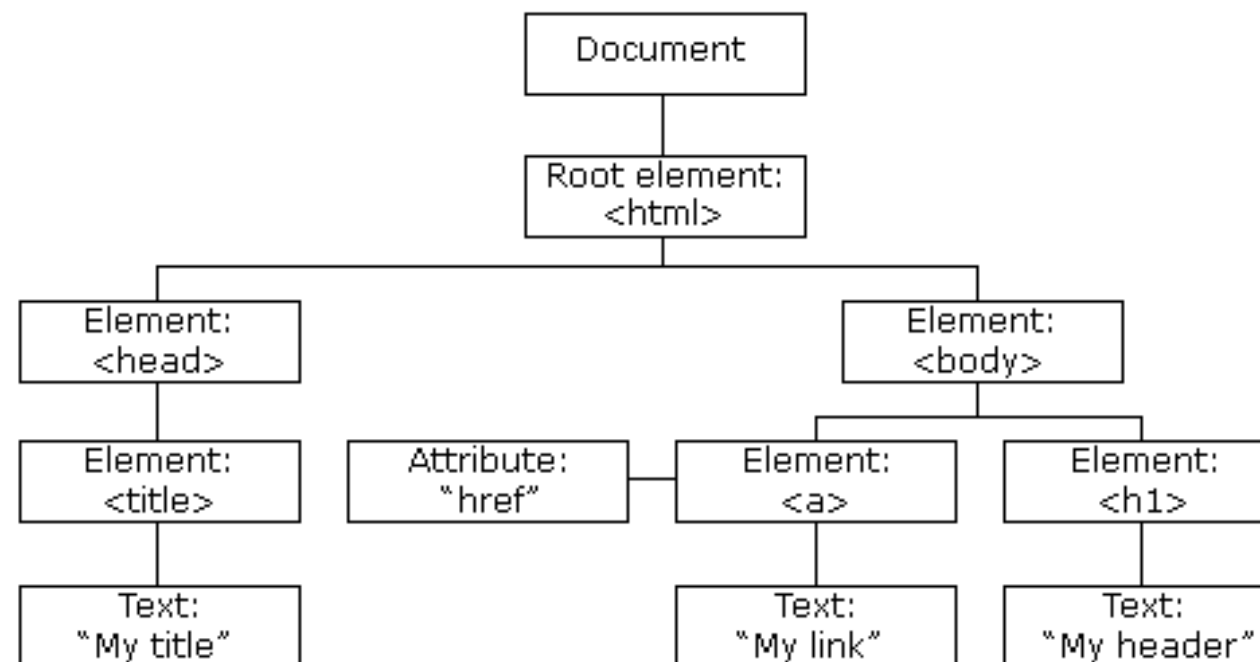 Document
Root element:
<html>
Element:
<head>
Element:
<body>
Element:
<title>
Attribute:
“href”
Element:
<a>
Element:
<h1>
Text:
“My title”
Text:
“My link”
Text:
“My header”